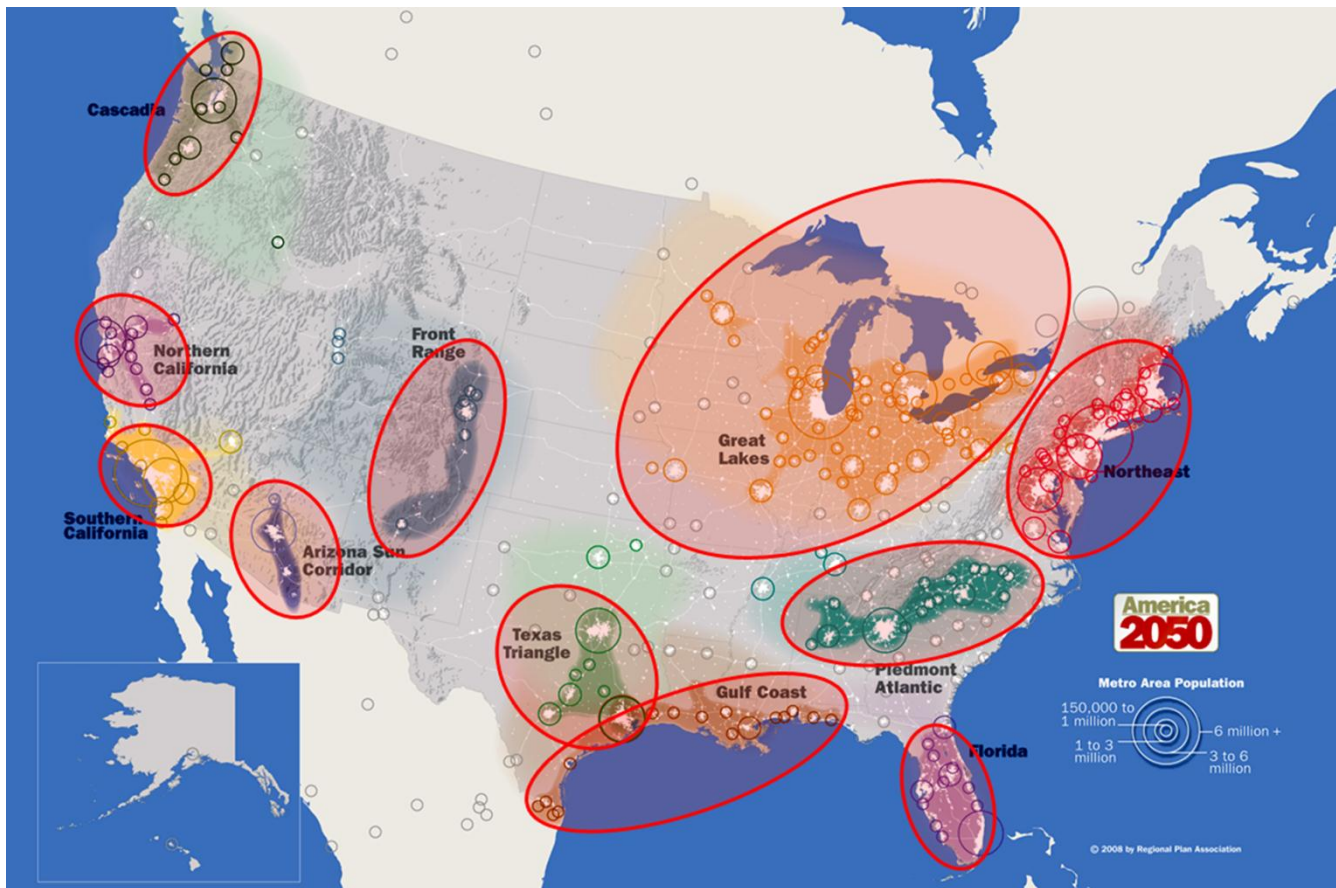 Cascadia
Front
Range
Northern
California
Great
Lakes
Northeast
Southern
California
Arizona Sun
Corridor
Texas
Triangle
Piedmont
Atlantic
Gulf Coast
Florida
America
2050
Metro Area Population
150,000 to
1 million
1 to 3
million
6 million +
3 to 6
million
© 2008 by Regional Plan Association